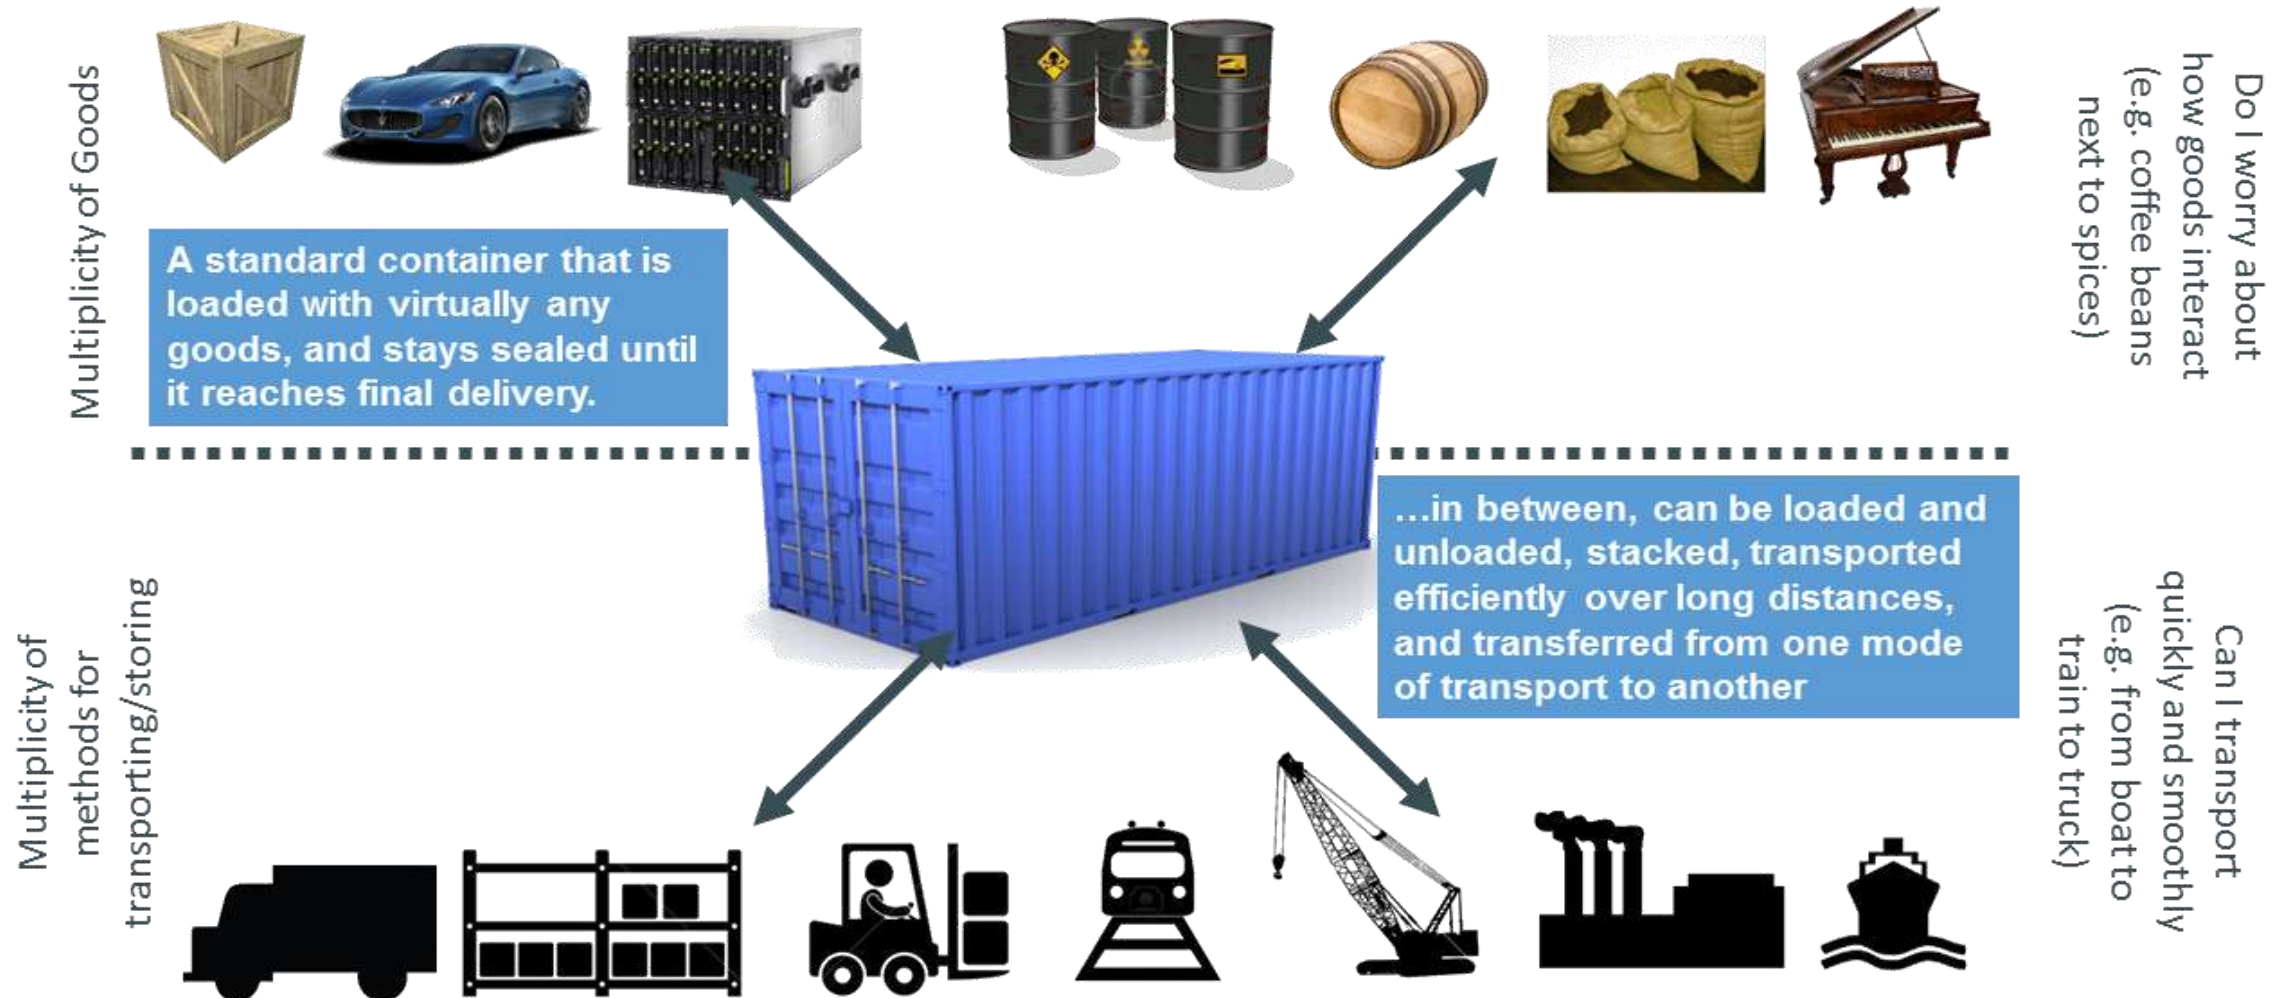 Multiplicity of Goods
A standard container that is
loaded with virtually any
goods, and stays sealed until
it reaches final delivery.
Do I worry about
how goods interact
(e.g. coffee beans
next to spices)
Multiplicity of
methods for
transporting/storing
...in between, can be loaded and
unloaded, stacked, transported
efficiently over long distances,
and transferred from one mode
of transport to another
Can I transport
quickly and smoothly
(e.g. from boat to
train to truck)